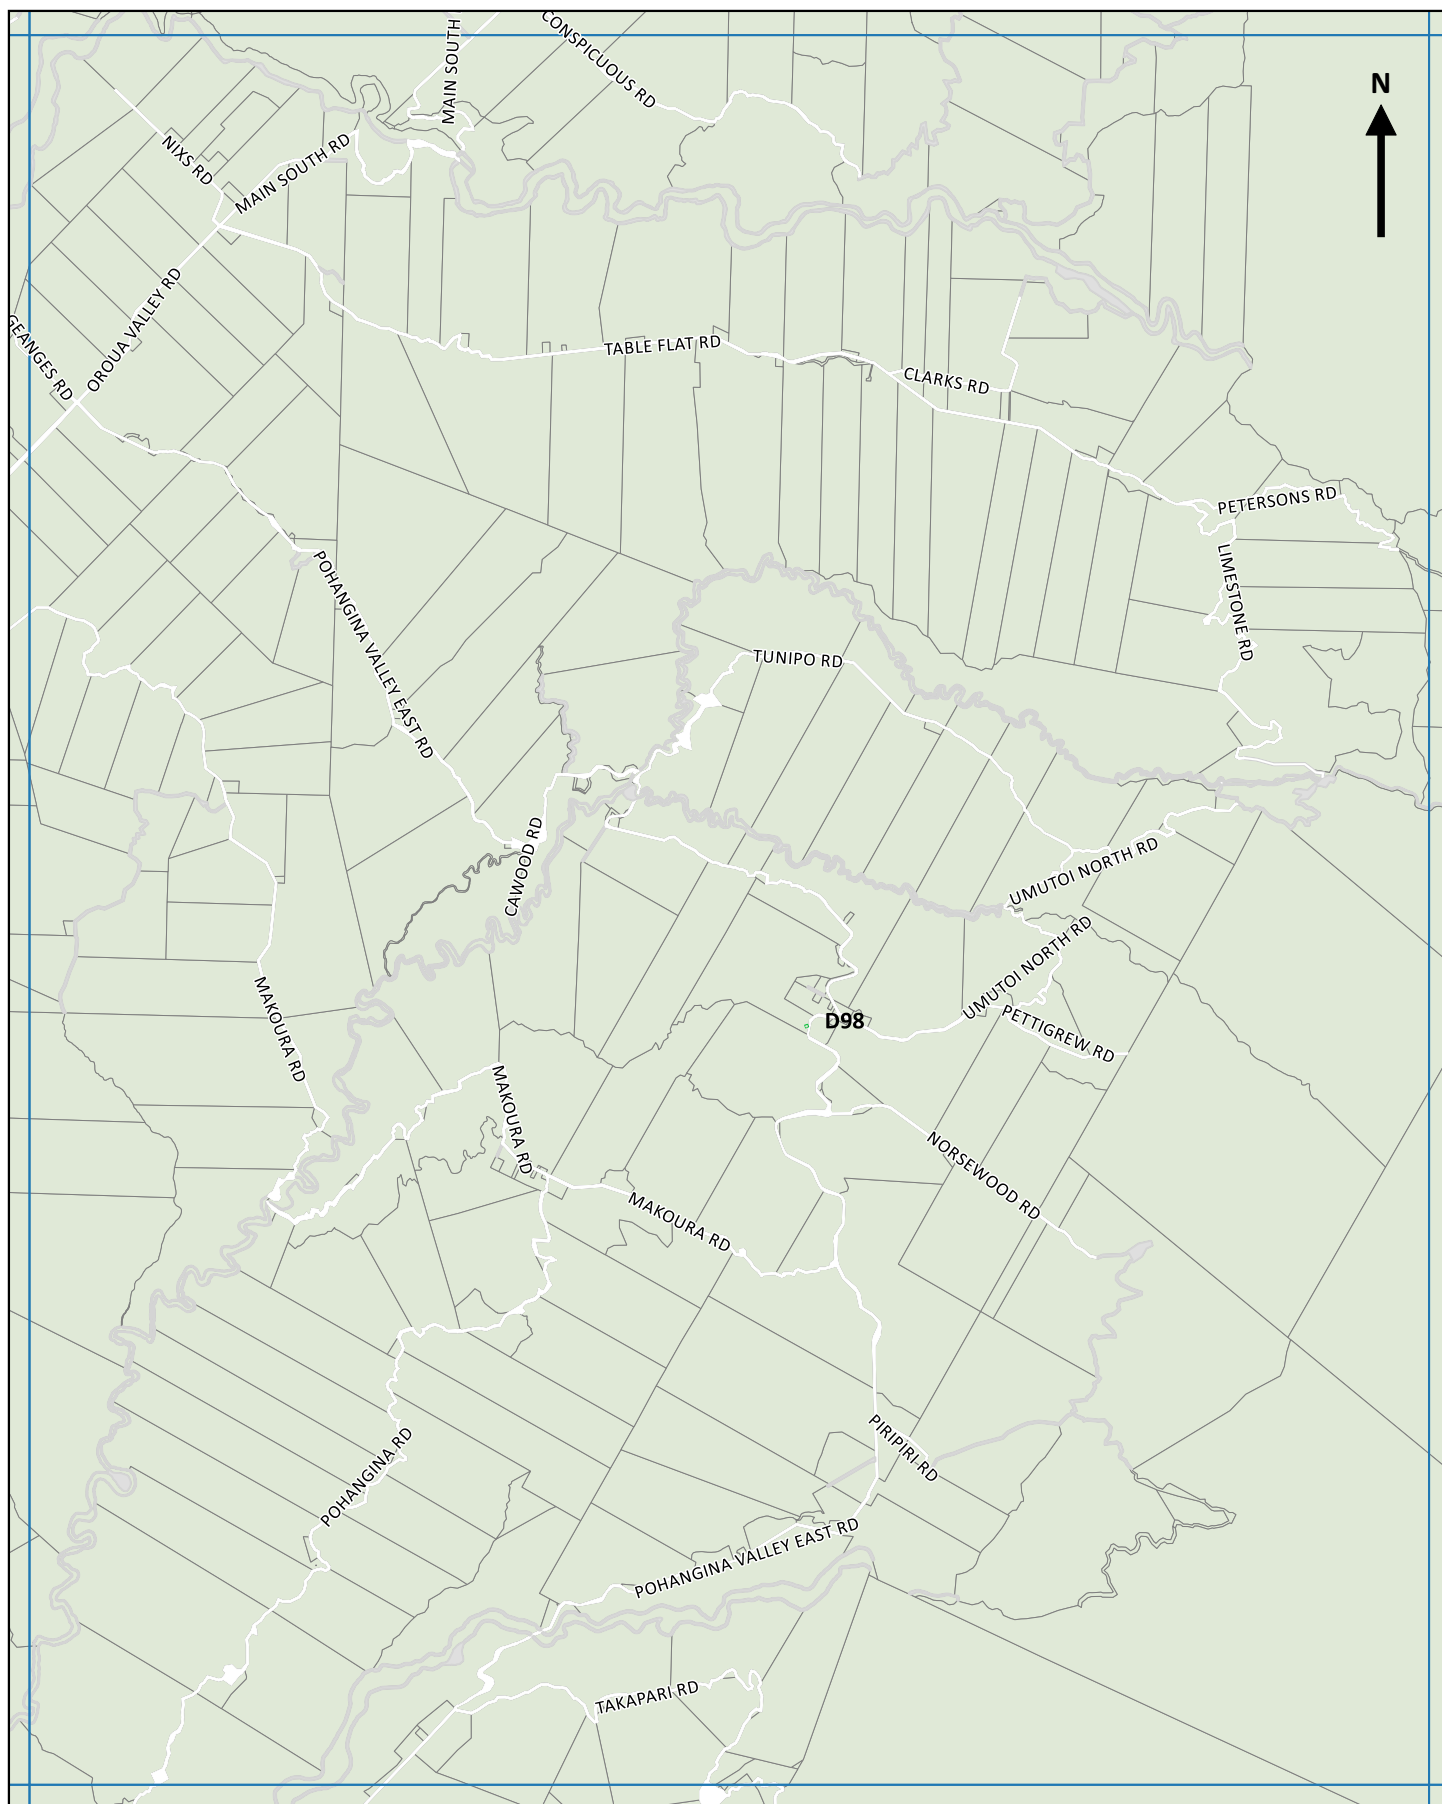 MAIN SOUTH
CONSPICUOUS RD
N
NIXS RD
MAIN SOUTH RD
OROUA VALLEY RD
GEANGES RD
TABLE FLAT RD
CLARKS RD
PETERSONS RD
LIMESTONE RD
POHANGINA VALLEY EAST RD
TUNIPO RD
CAWOOD RD
UMUTOI NORTH RD
UMUTOI NORTH RD
MAKOURA RD
D98
PETTIGREW RD
MAKOURA RD
NORSEWOOD RD
MAKOURA RD
PIRIPIRI RD
POHANGINA RD
POHANGINA VALLEY EAST RD
TAKAPARI RD